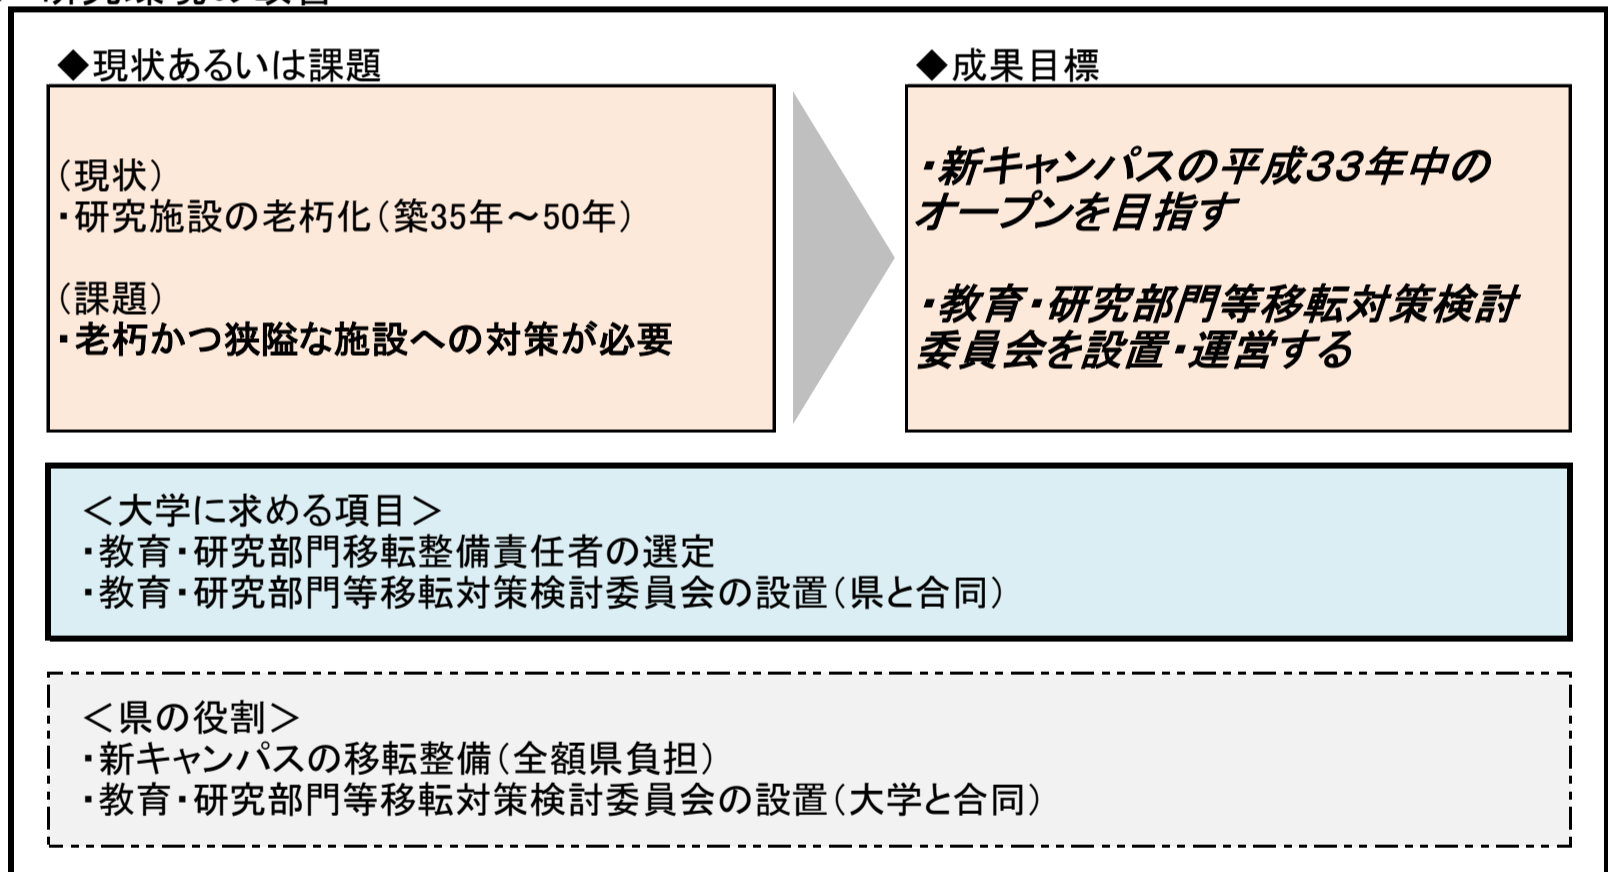 ◆現状あるいは課題
（現状）
・研究施設の老朽化（築35年～50年）
（課題）
・老朽かつ狭隘な施設への対策が必要
◆成果目標
・新キャンパスの平成３３年中の
オープンを目指す
・教育・研究部門等移転対策検討
委員会を設置・運営する
＜大学に求める項目＞
・教育・研究部門移転整備責任者の選定
・教育・研究部門等移転対策検討委員会の設置（県と合同）
＜県の役割＞
・新キャンパスの移転整備（全額県負担）
・教育・研究部門等移転対策検討委員会の設置（大学と合同）